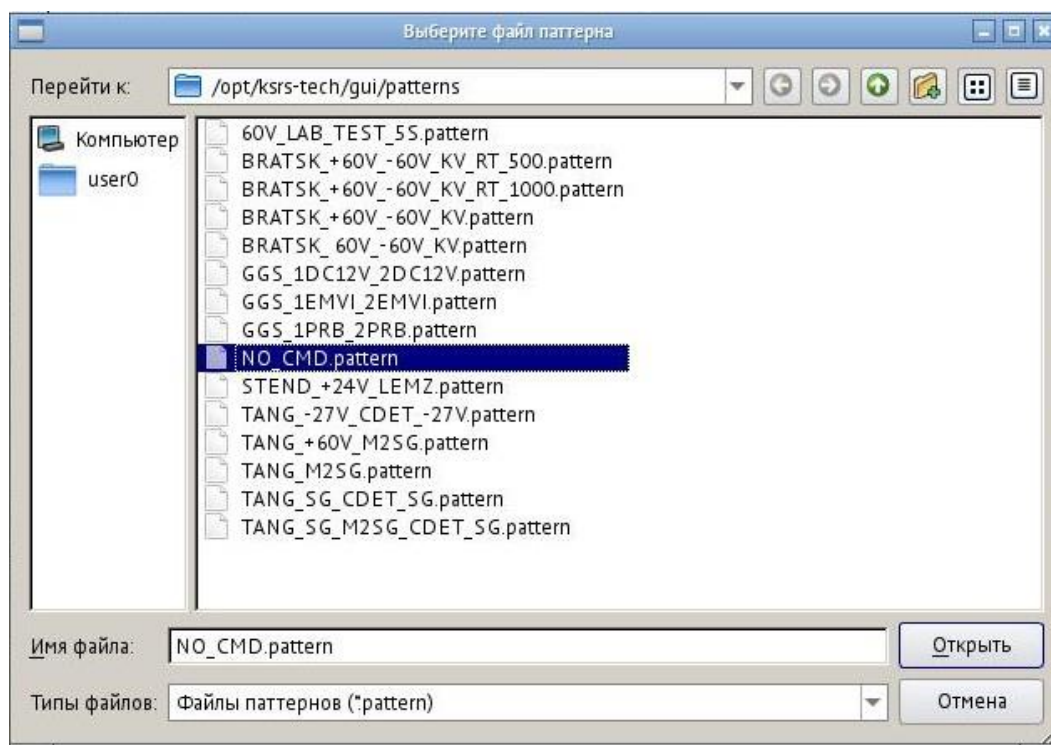 Выберите файл паттерна
Перейти к: /opt/ksrs-tech/gui/patterns
Компьютер
user0
60V_LAB_TEST_5S.pattern
BRATSK_+60V_-60V_KV_RT_500.pattern
BRATSK_+60V_-60V_KV_RT_1000.pattern
BRATSK_+60V_-60V_KV.pattern
BRATSK_ 60V_-60V_KV.pattern
GGS_1DC12V_2DC12V.pattern
GGS_1EMVI_2EMVI.pattern
GGS_1PRB_2PRB.pattern
NO_CMD.pattern
STEND_+24V_LEMZ.pattern
TANG_-27V_CDET_-27V.pattern
TANG_+60V_M2SG.pattern
TANG_M2SG.pattern
TANG_SG_CDET_SG.pattern
TANG_SG_M2SG_CDET_SG.pattern
Имя файла: NO_CMD.pattern Открыть
Типы файлов: Файлы паттернов (*.pattern) Отмена